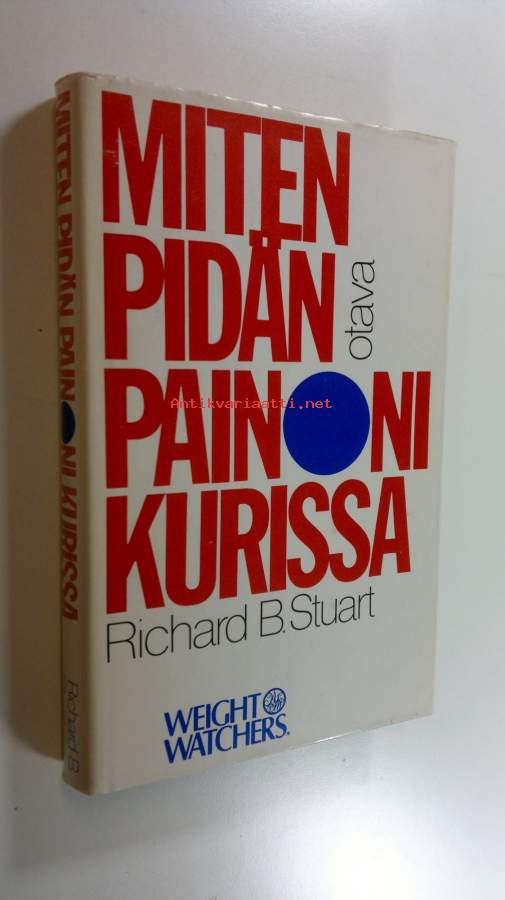 MITEN
PIDÄN
PAINONI
KURISSA
otava
Richard B. Stuart
WEIGHT
WATCHERS.
MITEN PIDÄN PAINONI KURISSA
Richard B
Antikvariaatti.net